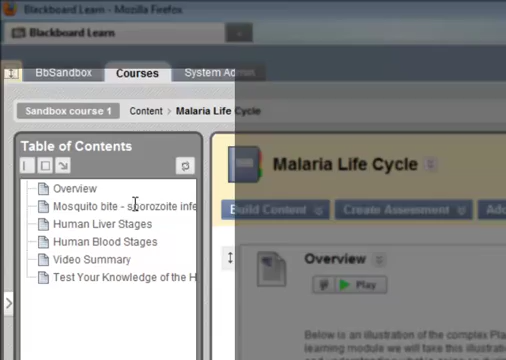 Blackboard Learn - Mozilla Firefox
Blackboard Learn
BbSandbox Courses System Admin
Sandbox course 1 Content > Malaria Life Cycle
Table of Contents
Malaria Life Cycle
Overview
Mosquito bite - sporozoite infe
Build Content Create Assessment Add
Human Liver Stages
Human Blood Stages
Video Summary
Overview
Test Your Knowledge of the H
Play
Below is an illustration of the complex Pla
learning module we will take this illustrati